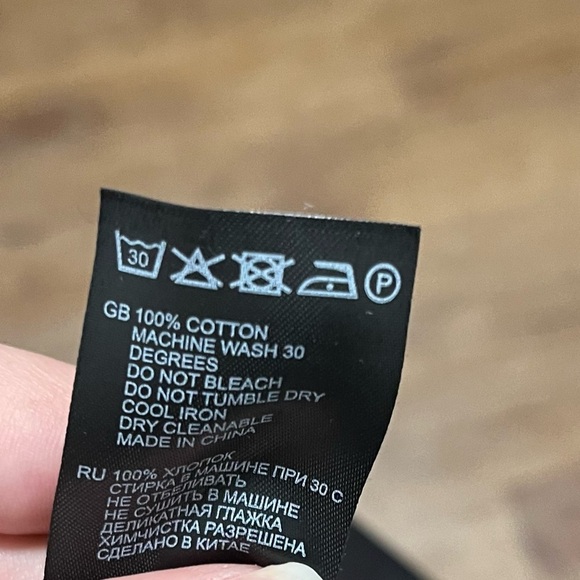 30 P
GB 100% COTTON
MACHINE WASH 30
DEGREES
DO NOT BLEACH
DO NOT TUMBLE DRY
COOL IRON
DRY CLEANABLE
MADE IN CHINA
RU 100% ХЛОПОК
СТИРКА В МАШИНЕ ПРИ 30 С
НЕ ОТБЕЛИВАТЬ
НЕ СУШИТЬ В МАШИНЕ
ДЕЛИКАТНАЯ ГЛАЖКА
ХИМЧИСТКА РАЗРЕШЕНА
СДЕЛАНО В КИТАЕ